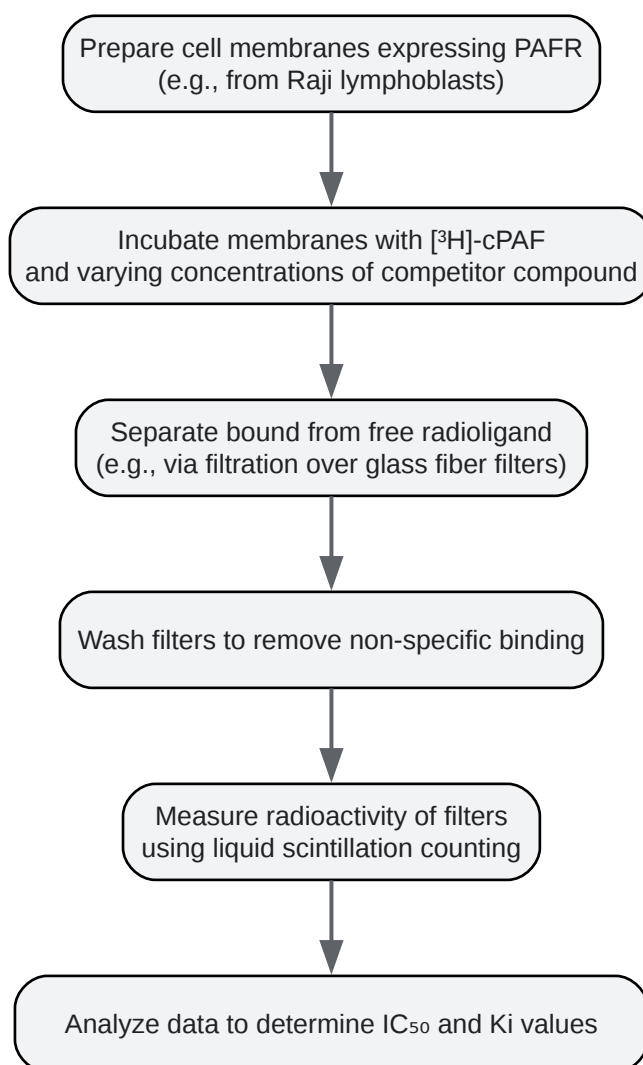 Prepare cell membranes expressing PAFR
(e.g., from Raji lymphoblasts)
Incubate membranes with [³H]-cPAF
and varying concentrations of competitor compound
Separate bound from free radioligand
(e.g., via filtration over glass fiber filters)
Wash filters to remove non-specific binding
Measure radioactivity of filters
using liquid scintillation counting
Analyze data to determine IC₅₀ and Ki values